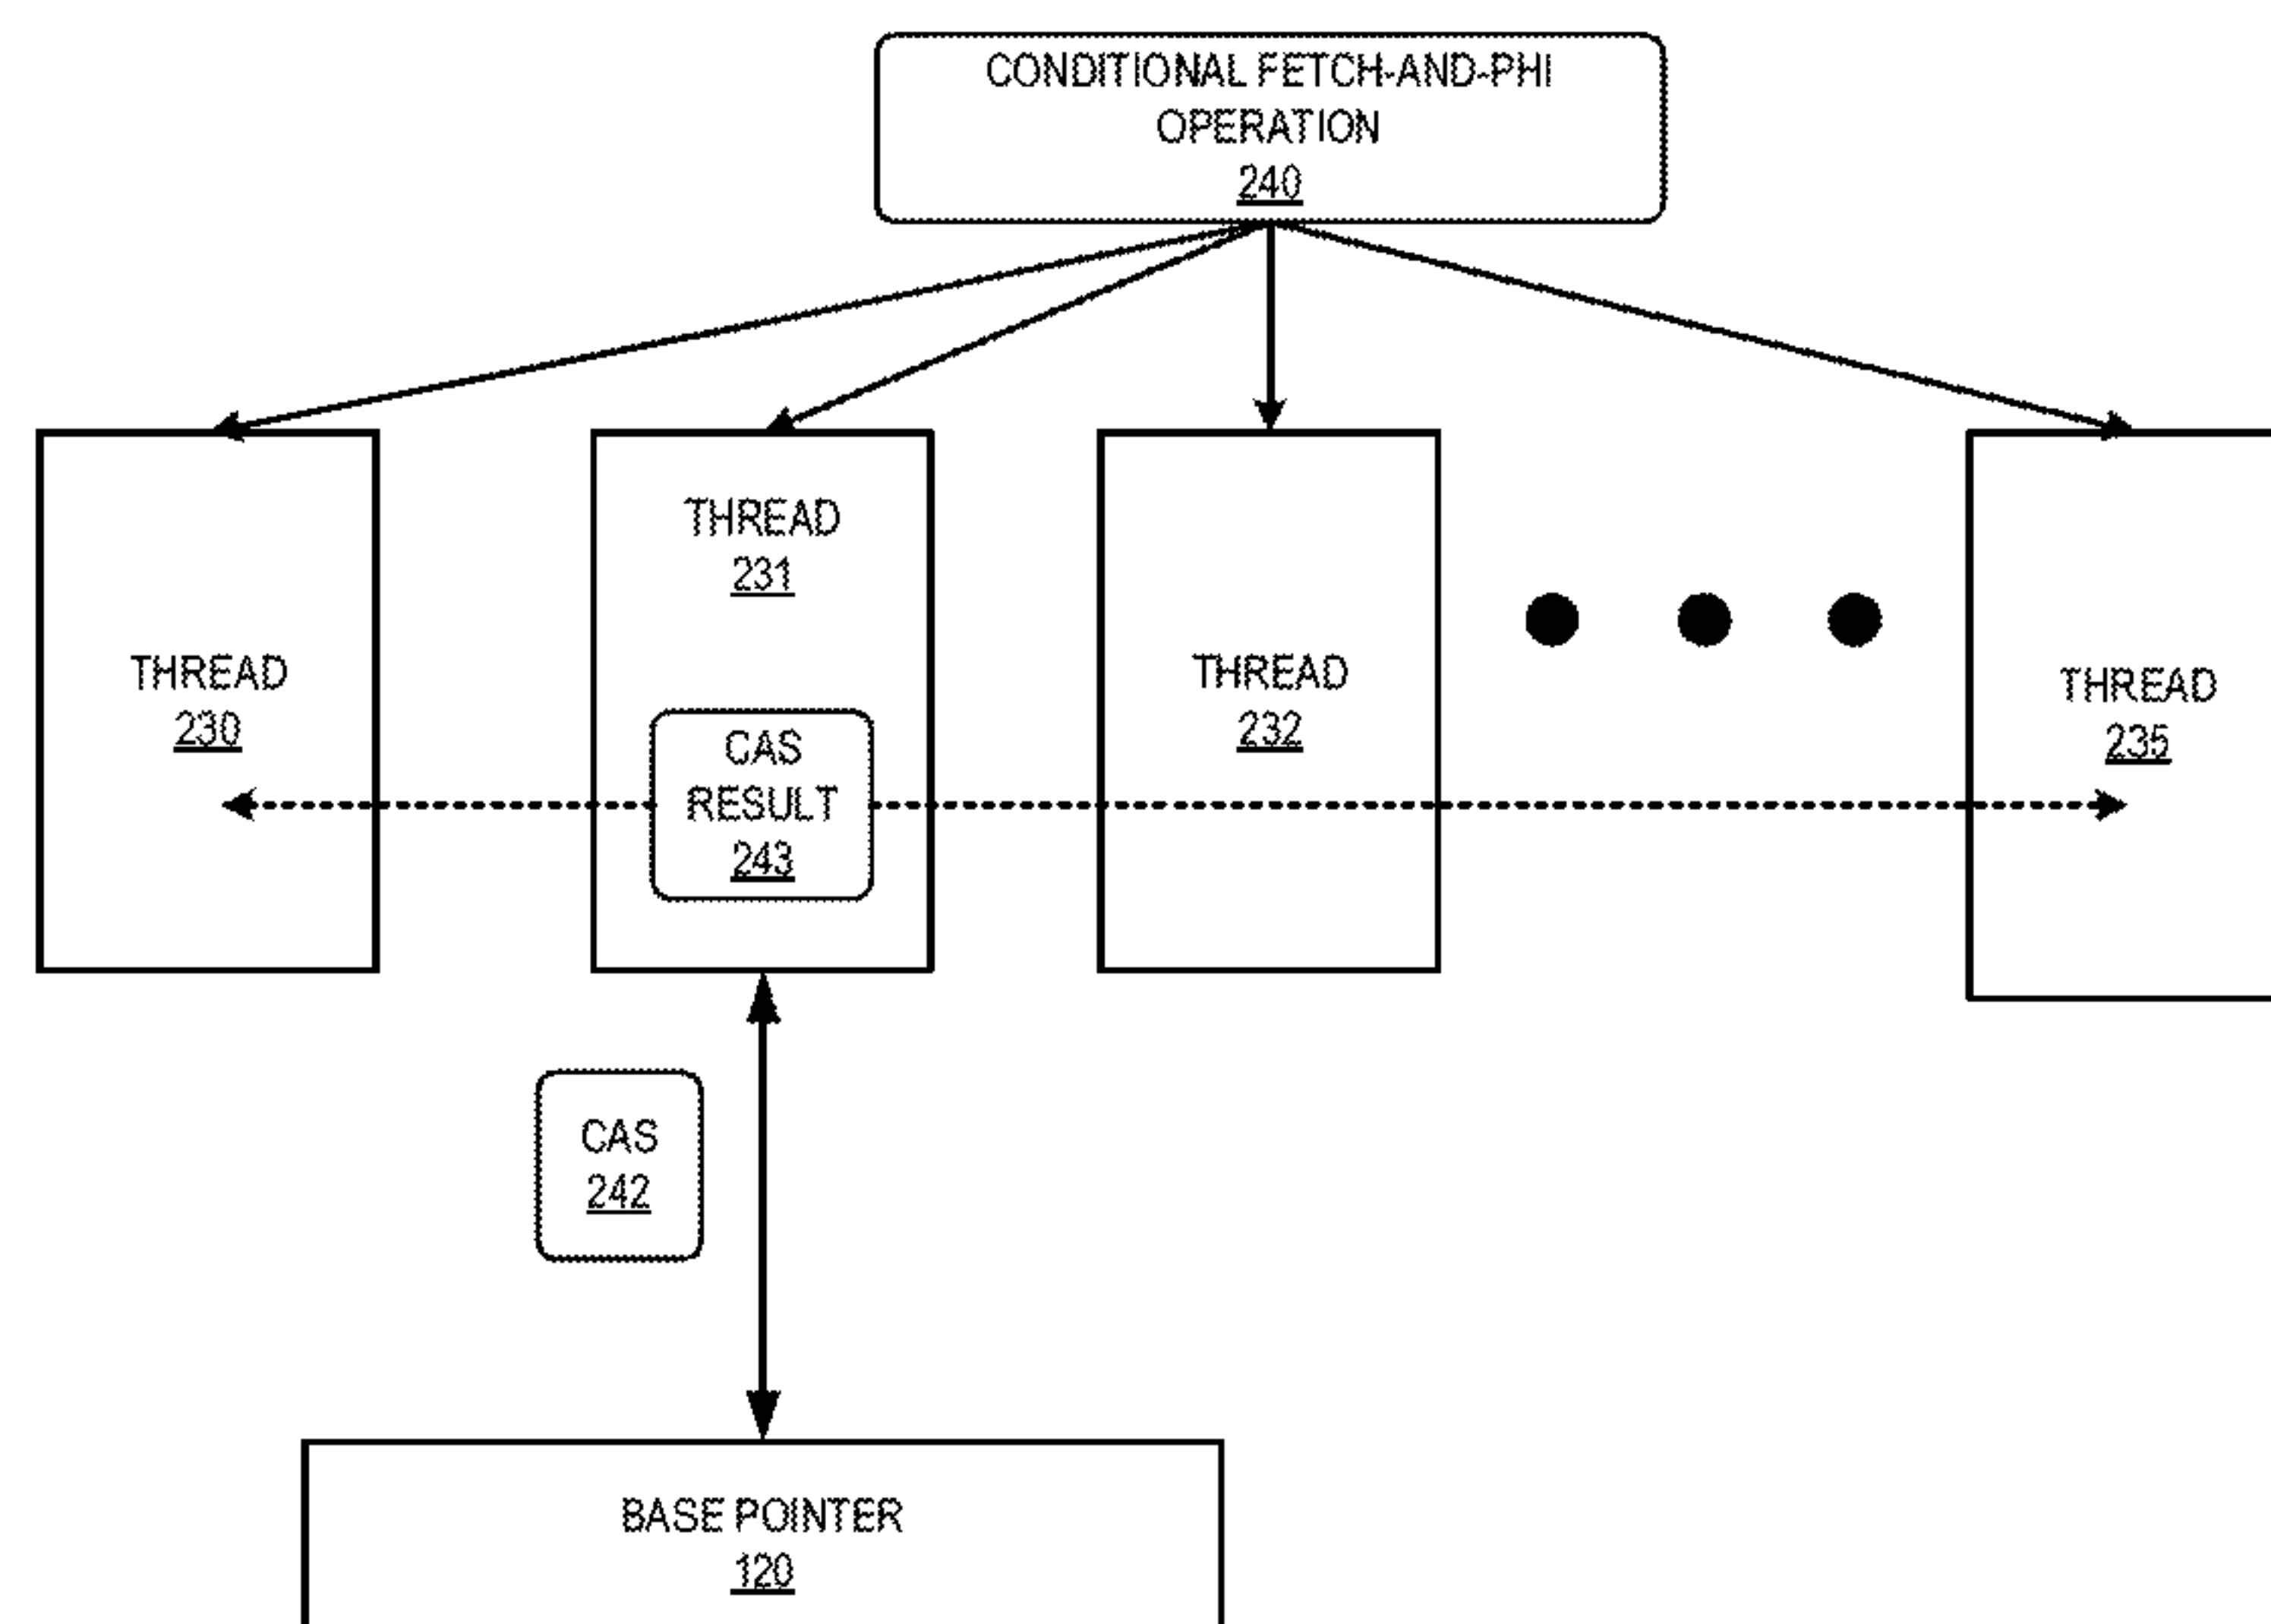 CONDITIONAL FETCH-AND-PHI
OPERATION
240
THREAD
230
THREAD
231
CAS
RESULT
243
THREAD
232
THREAD
235
CAS
242
BASE POINTER
120